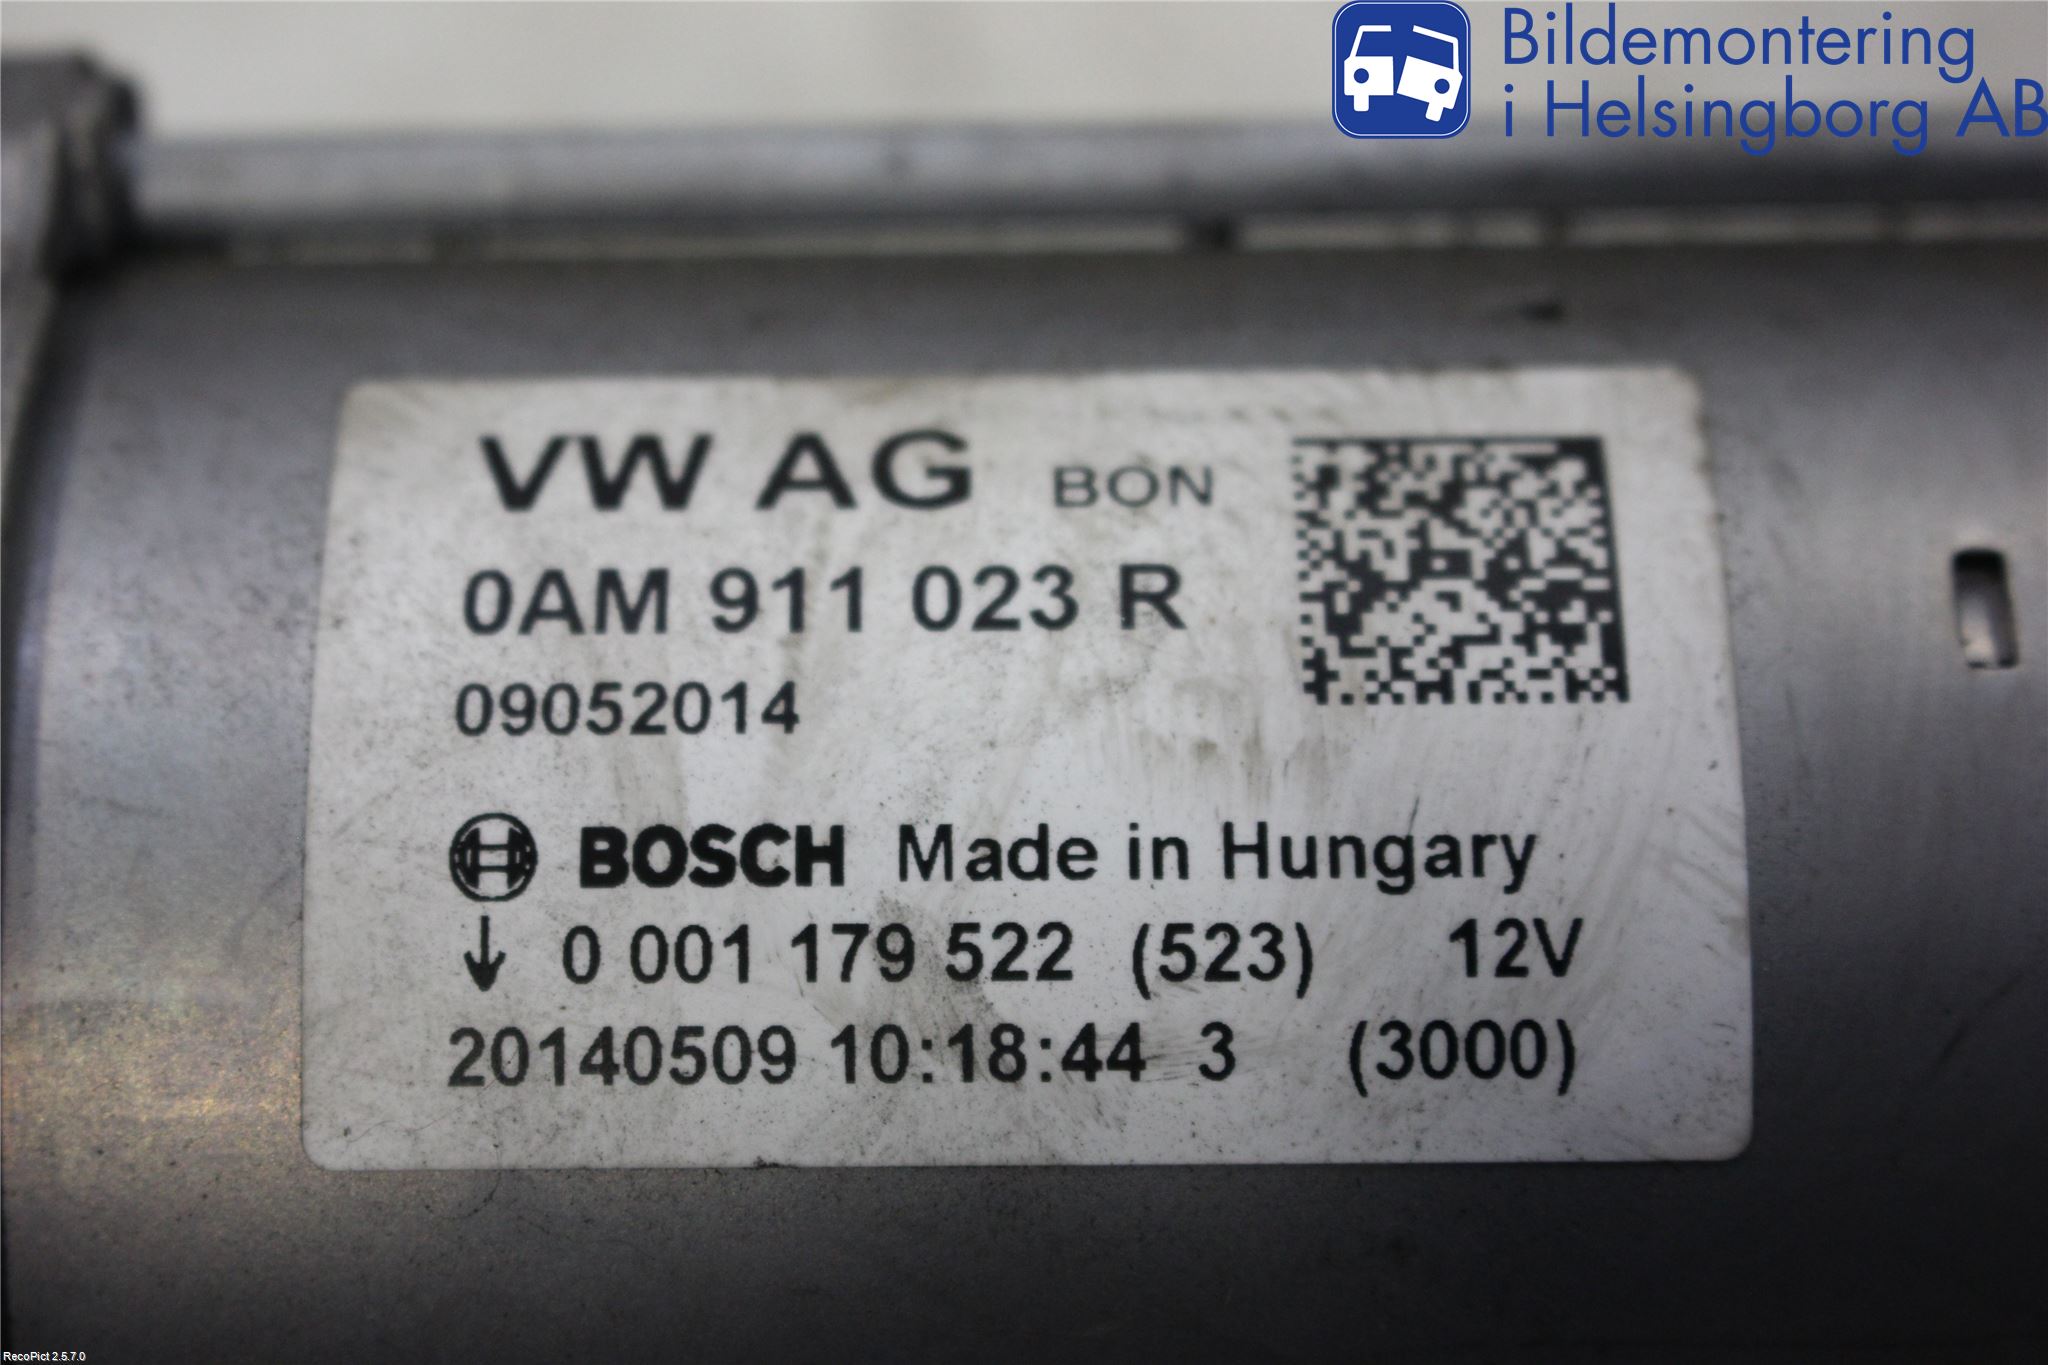 Bildemontering
i Helsingborg AB
VW AG BON
0AM 911 023 R
09052014
BOSCH Made in Hungary
0 001 179 522 (523) 12V
20140509 10:18:44 3 (3000)
RecoPict 2.5.7.0